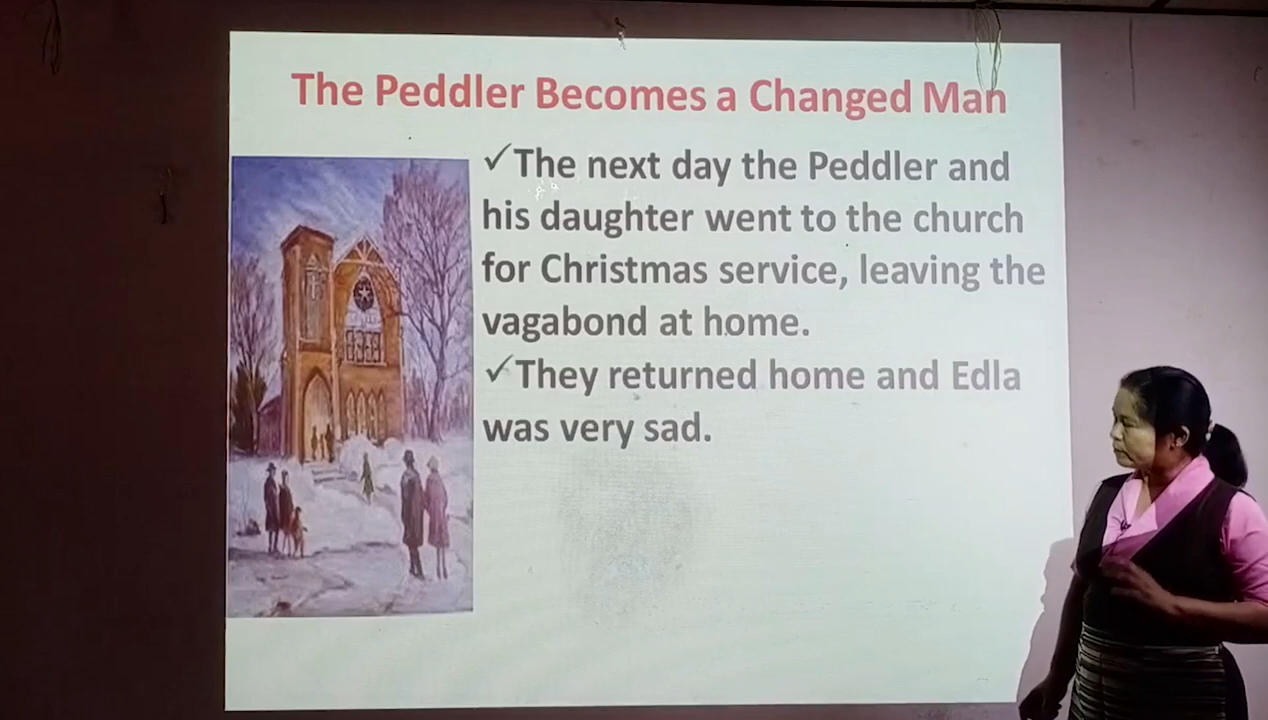 The Peddler Becomes a Changed Man
✓The next day the Peddler and
his daughter went to the church
for Christmas service, leaving the
vagabond at home.
✓They returned home and Edla
was very sad.